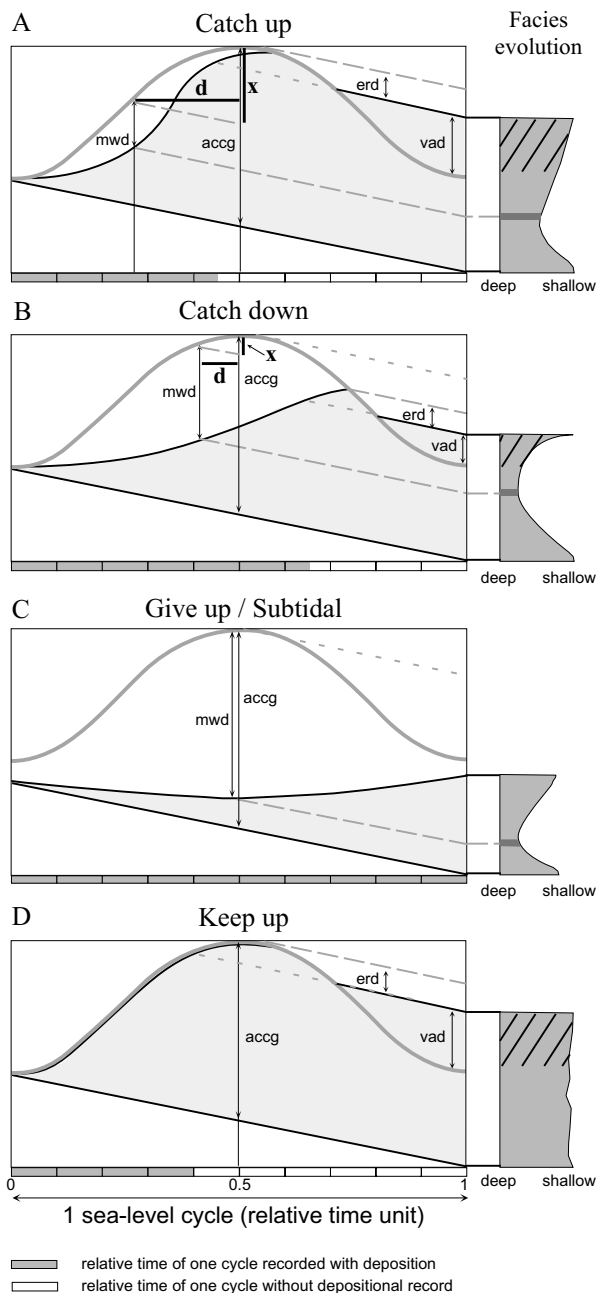 A
Catch up
Facies
evolution
d
x
erd
mwd
accg
vad
deep
shallow
B
Catch down
x
d
accg
mwd
erd
vad
deep
shallow
C
Give up / Subtidal
accg
mwd
deep
shallow
D
Keep up
erd
accg
vad
0
0.5
1
deep
shallow
1 sea-level cycle (relative time unit)
relative time of one cycle recorded with deposition
relative time of one cycle without depositional record